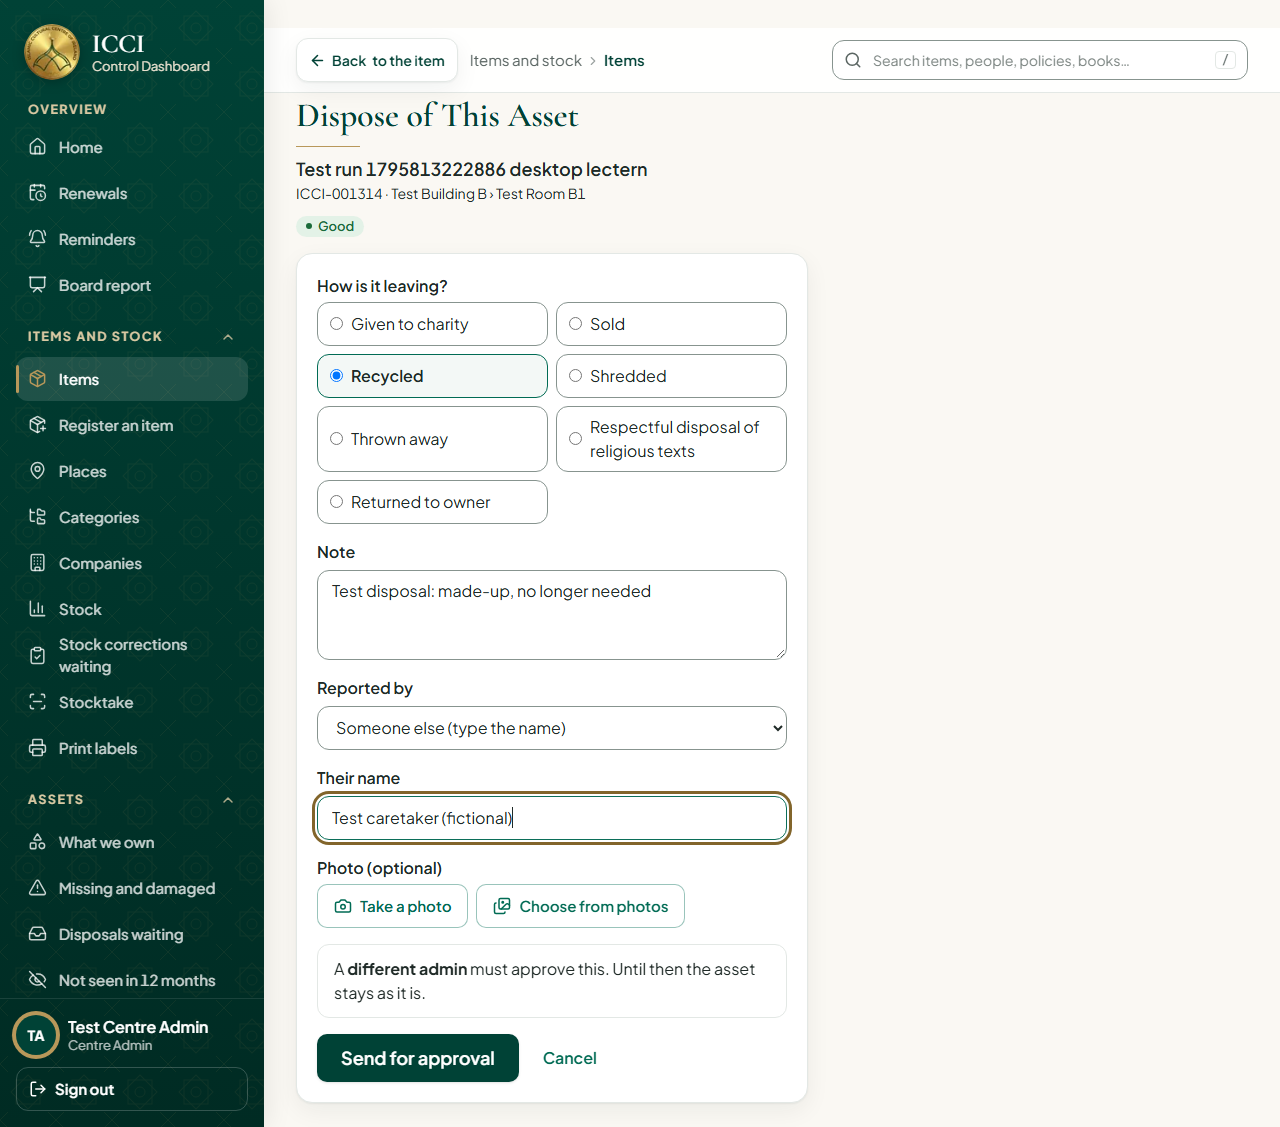 ICCI
Control Dashboard
OVERVIEW
Home
Renewals
Reminders
Board report
ITEMS AND STOCK
Items
Register an item
Places
Categories
Companies
Stock
Stock corrections
waiting
Stocktake
Print labels
ASSETS
What we own
Missing and damaged
Disposals waiting
Not seen in 12 months
TA
Test Centre Admin
Centre Admin
Sign out
Back to the item
Items and stock › Items
Search items, people, policies, books… /
Dispose of This Asset
Test run 1795813222886 desktop lectern
ICCI-001314 · Test Building B › Test Room B1
Good
How is it leaving?
Given to charity
Sold
Recycled
Shredded
Thrown away
Respectful disposal of
religious texts
Returned to owner
Note
Test disposal: made-up, no longer needed
Reported by
Someone else (type the name)
Their name
Test caretaker (fictional)
Photo (optional)
Take a photo
Choose from photos
A different admin must approve this. Until then the asset
stays as it is.
Send for approval
Cancel